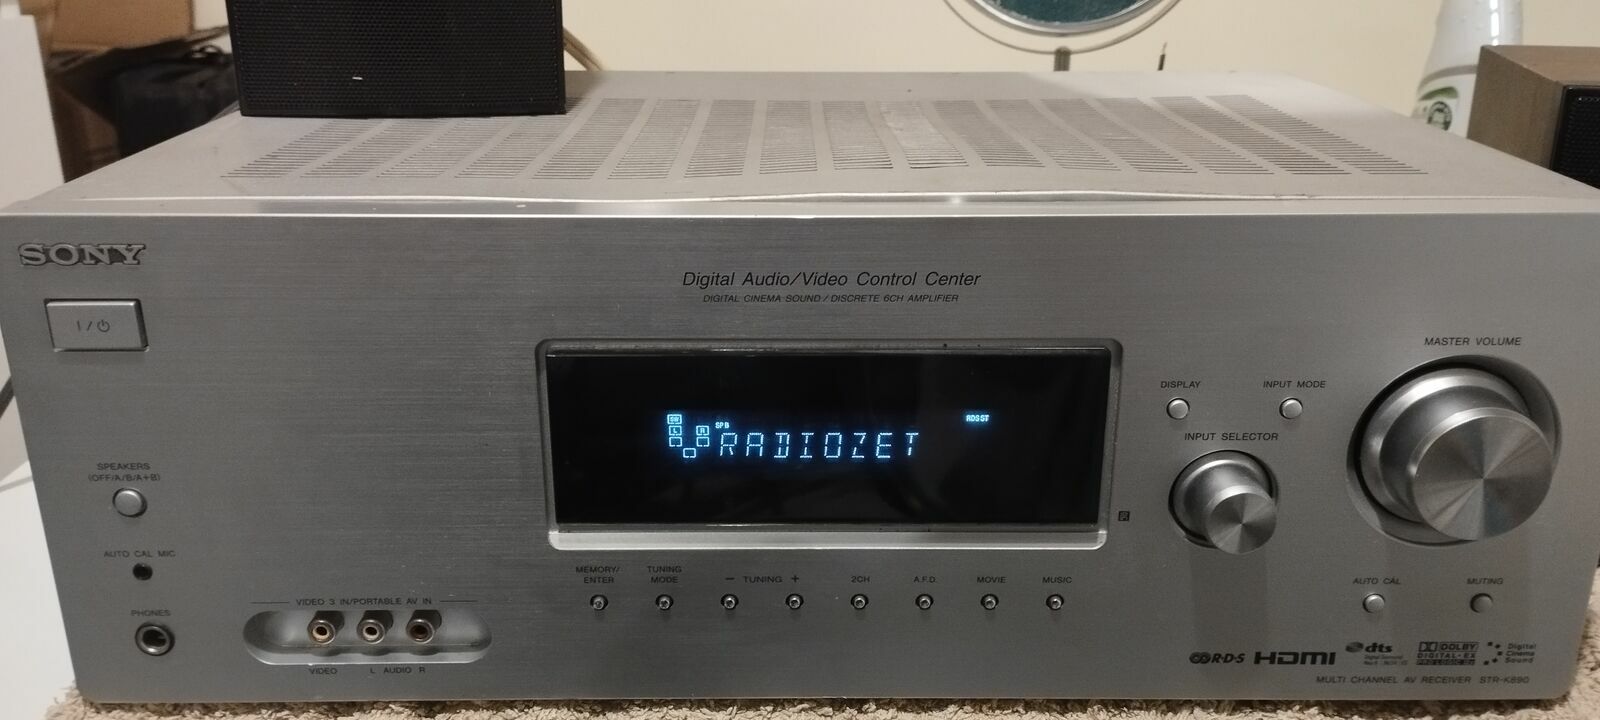 SONY
Digital Audio/Video Control Center
DIGITAL CINEMA SOUND / DISCRETE 6CH AMPLIFIER
I / ⏻
MASTER VOLUME
DISPLAY
INPUT MODE
INPUT SELECTOR
SW
L
R
SP B
RDS ST
RADIOZET
SPEAKERS
(OFF/A/B/A+B)
AUTO CAL MIC
PHONES
VIDEO 3 IN/PORTABLE AV IN
VIDEO
L AUDIO R
MEMORY/
ENTER
TUNING
MODE
− TUNING +
2CH
A.F.D.
MOVIE
MUSIC
AUTO CAL
MUTING
R·D·S
HDMI
dts
Digital Surround
DOLBY
DIGITAL·EX
PRO LOGIC IIx
Digital
Cinema
Sound
MULTI CHANNEL AV RECEIVER STR-K890